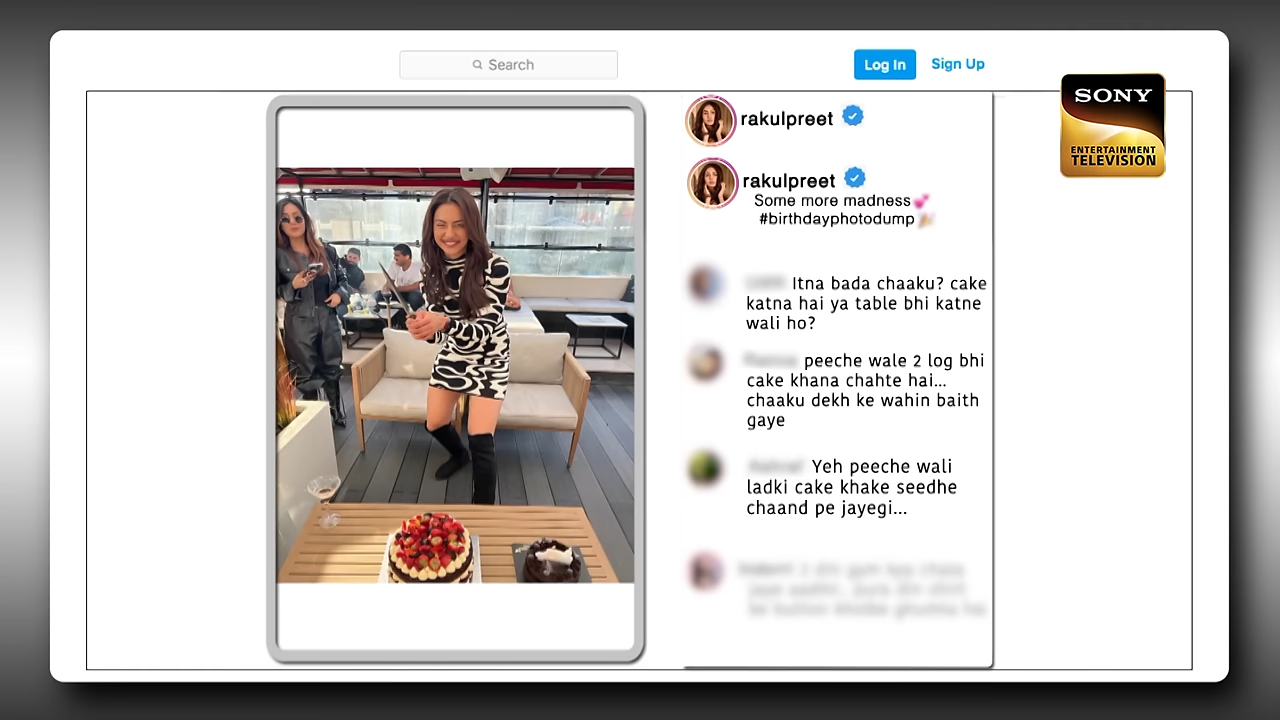 Search
Log In
Sign Up
SONY
ENTERTAINMENT
TELEVISION
rakulpreet
rakulpreet
Some more madness💕
#birthdayphotodump🎉
Itna bada chaaku? cake
katna hai ya table bhi katne
wali ho?
peeche wale 2 log bhi
cake khana chahte hai...
chaaku dekh ke wahin baith
gaye
Yeh peeche wali
ladki cake khake seedhe
chaand pe jayegi...